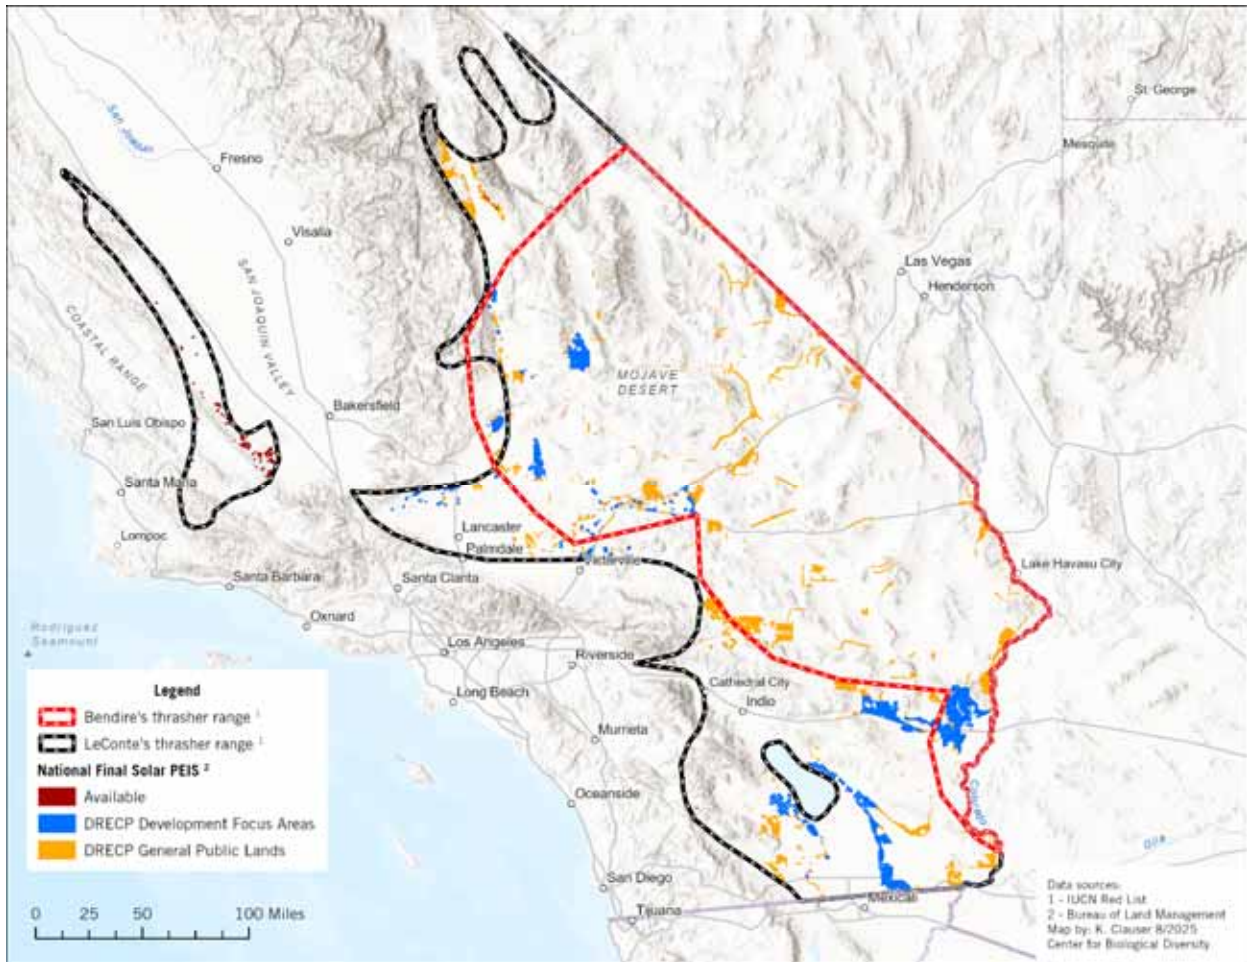 St. George
Mesquite
San Joaquin
Fresno
Visalia
Las Vegas
Henderson
SAN JOAQUIN VALLEY
COASTAL RANGE
MOJAVE
DESERT
Bakersfield
San Luis Obispo
Santa Maria
Lancaster
Lompoc
Palmdale
Victorville
Lake Havasu City
Santa Barbara
Santa Clarita
Oxnard
Rodriguez
Seamount
Los Angeles
Riverside
Cathedral City
Indio
Long Beach
Murrieta
Oceanside
Colorado
Gila
San Diego
Mexicali
Tijuana
Legend
Bendire's thrasher range 1
LeConte's thrasher range 1
National Final Solar PEIS 2
Available
DRECP Development Focus Areas
DRECP General Public Lands
0 25 50 100 Miles
Data sources:
1 - IUCN Red List
2 - Bureau of Land Management
Map by: K. Clauser 8/2025
Center for Biological Diversity